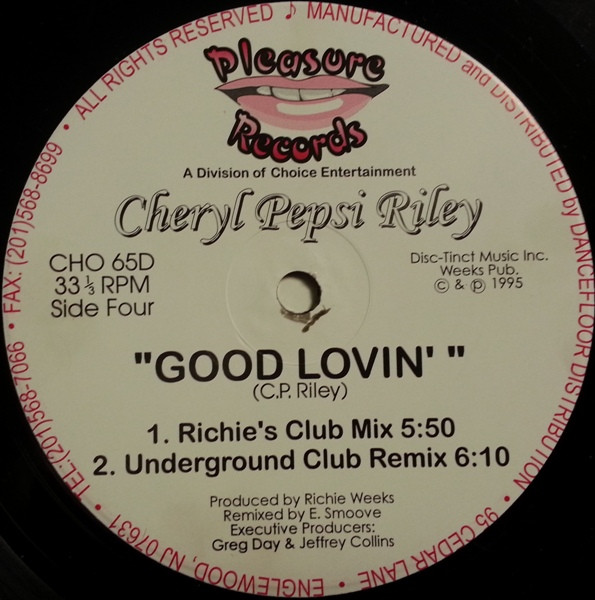 Pleasure
Records
A Division of Choice Entertainment
Cheryl Pepsi Riley
CHO 65D
33 ⅓ RPM
Side Four
Disc-Tinct Music Inc.
Weeks Pub.
© & ℗ 1995
"GOOD LOVIN' "
(C.P. Riley)
1. Richie's Club Mix 5:50
2. Underground Club Remix 6:10
Produced by Richie Weeks
Remixed by E. Smoove
Executive Producers:
Greg Day & Jeffrey Collins
ALL RIGHTS RESERVED ♪ MANUFACTURED and DISTRIBUTED by DANCEFLOOR DISTRIBUTION • 95 CEDAR LANE • ENGLEWOOD, NJ 07631 • TEL:(201)568-7066 • FAX: (201)568-8699 •